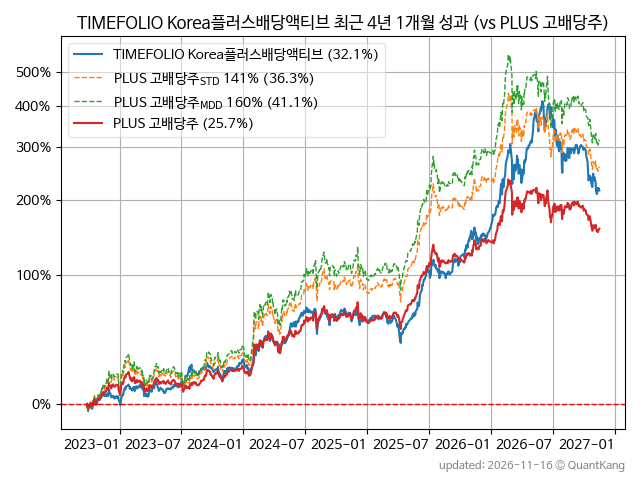 TIMEFOLIO Korea플러스배당액티브 최근 4년 1개월 성과 (vs PLUS 고배당주)
TIMEFOLIO Korea플러스배당액티브 (32.1%)
PLUS 고배당주STD 141% (36.3%)
PLUS 고배당주MDD 160% (41.1%)
PLUS 고배당주 (25.7%)
500%
400%
300%
200%
100%
0%
2023-01 2023-07 2024-01 2024-07 2025-01 2025-07 2026-01 2026-07 2027-01
updated: 2026-11-16 © QuantKang